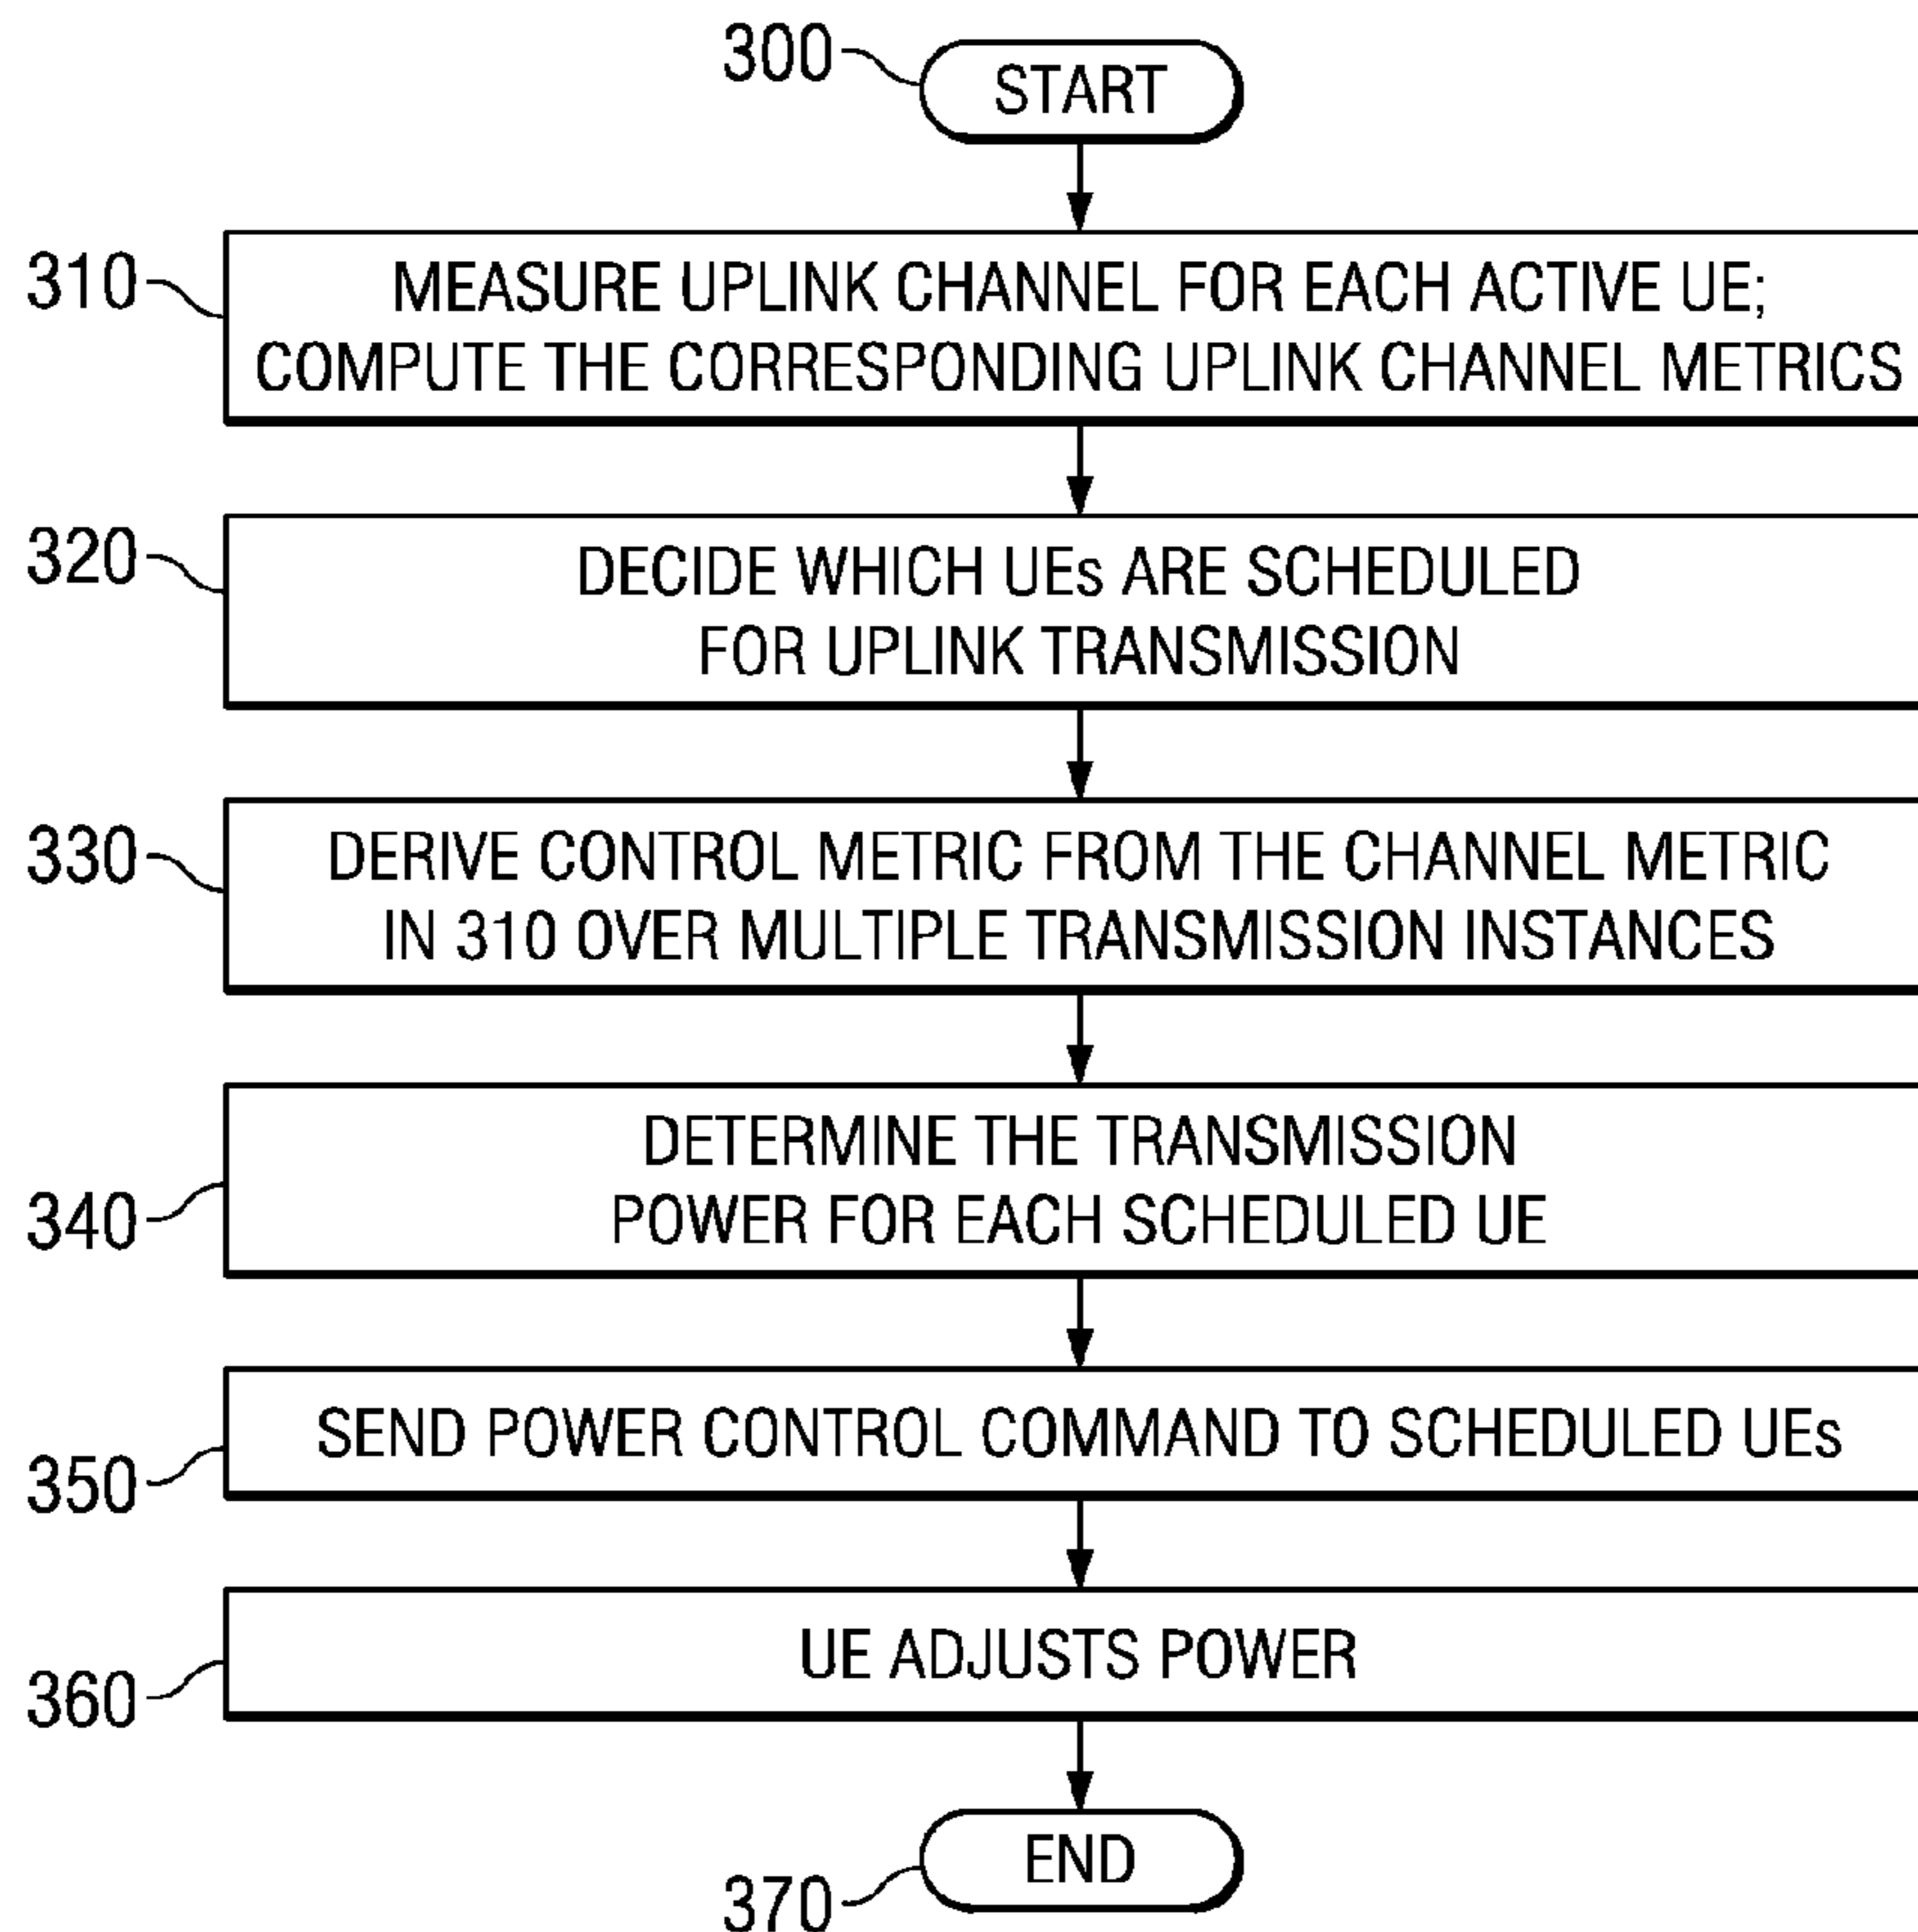 300
START
310
MEASURE UPLINK CHANNEL FOR EACH ACTIVE UE;
COMPUTE THE CORRESPONDING UPLINK CHANNEL METRICS
320
DECIDE WHICH UEs ARE SCHEDULED
FOR UPLINK TRANSMISSION
330
DERIVE CONTROL METRIC FROM THE CHANNEL METRIC
IN 310 OVER MULTIPLE TRANSMISSION INSTANCES
340
DETERMINE THE TRANSMISSION
POWER FOR EACH SCHEDULED UE
350
SEND POWER CONTROL COMMAND TO SCHEDULED UEs
360
UE ADJUSTS POWER
370
END